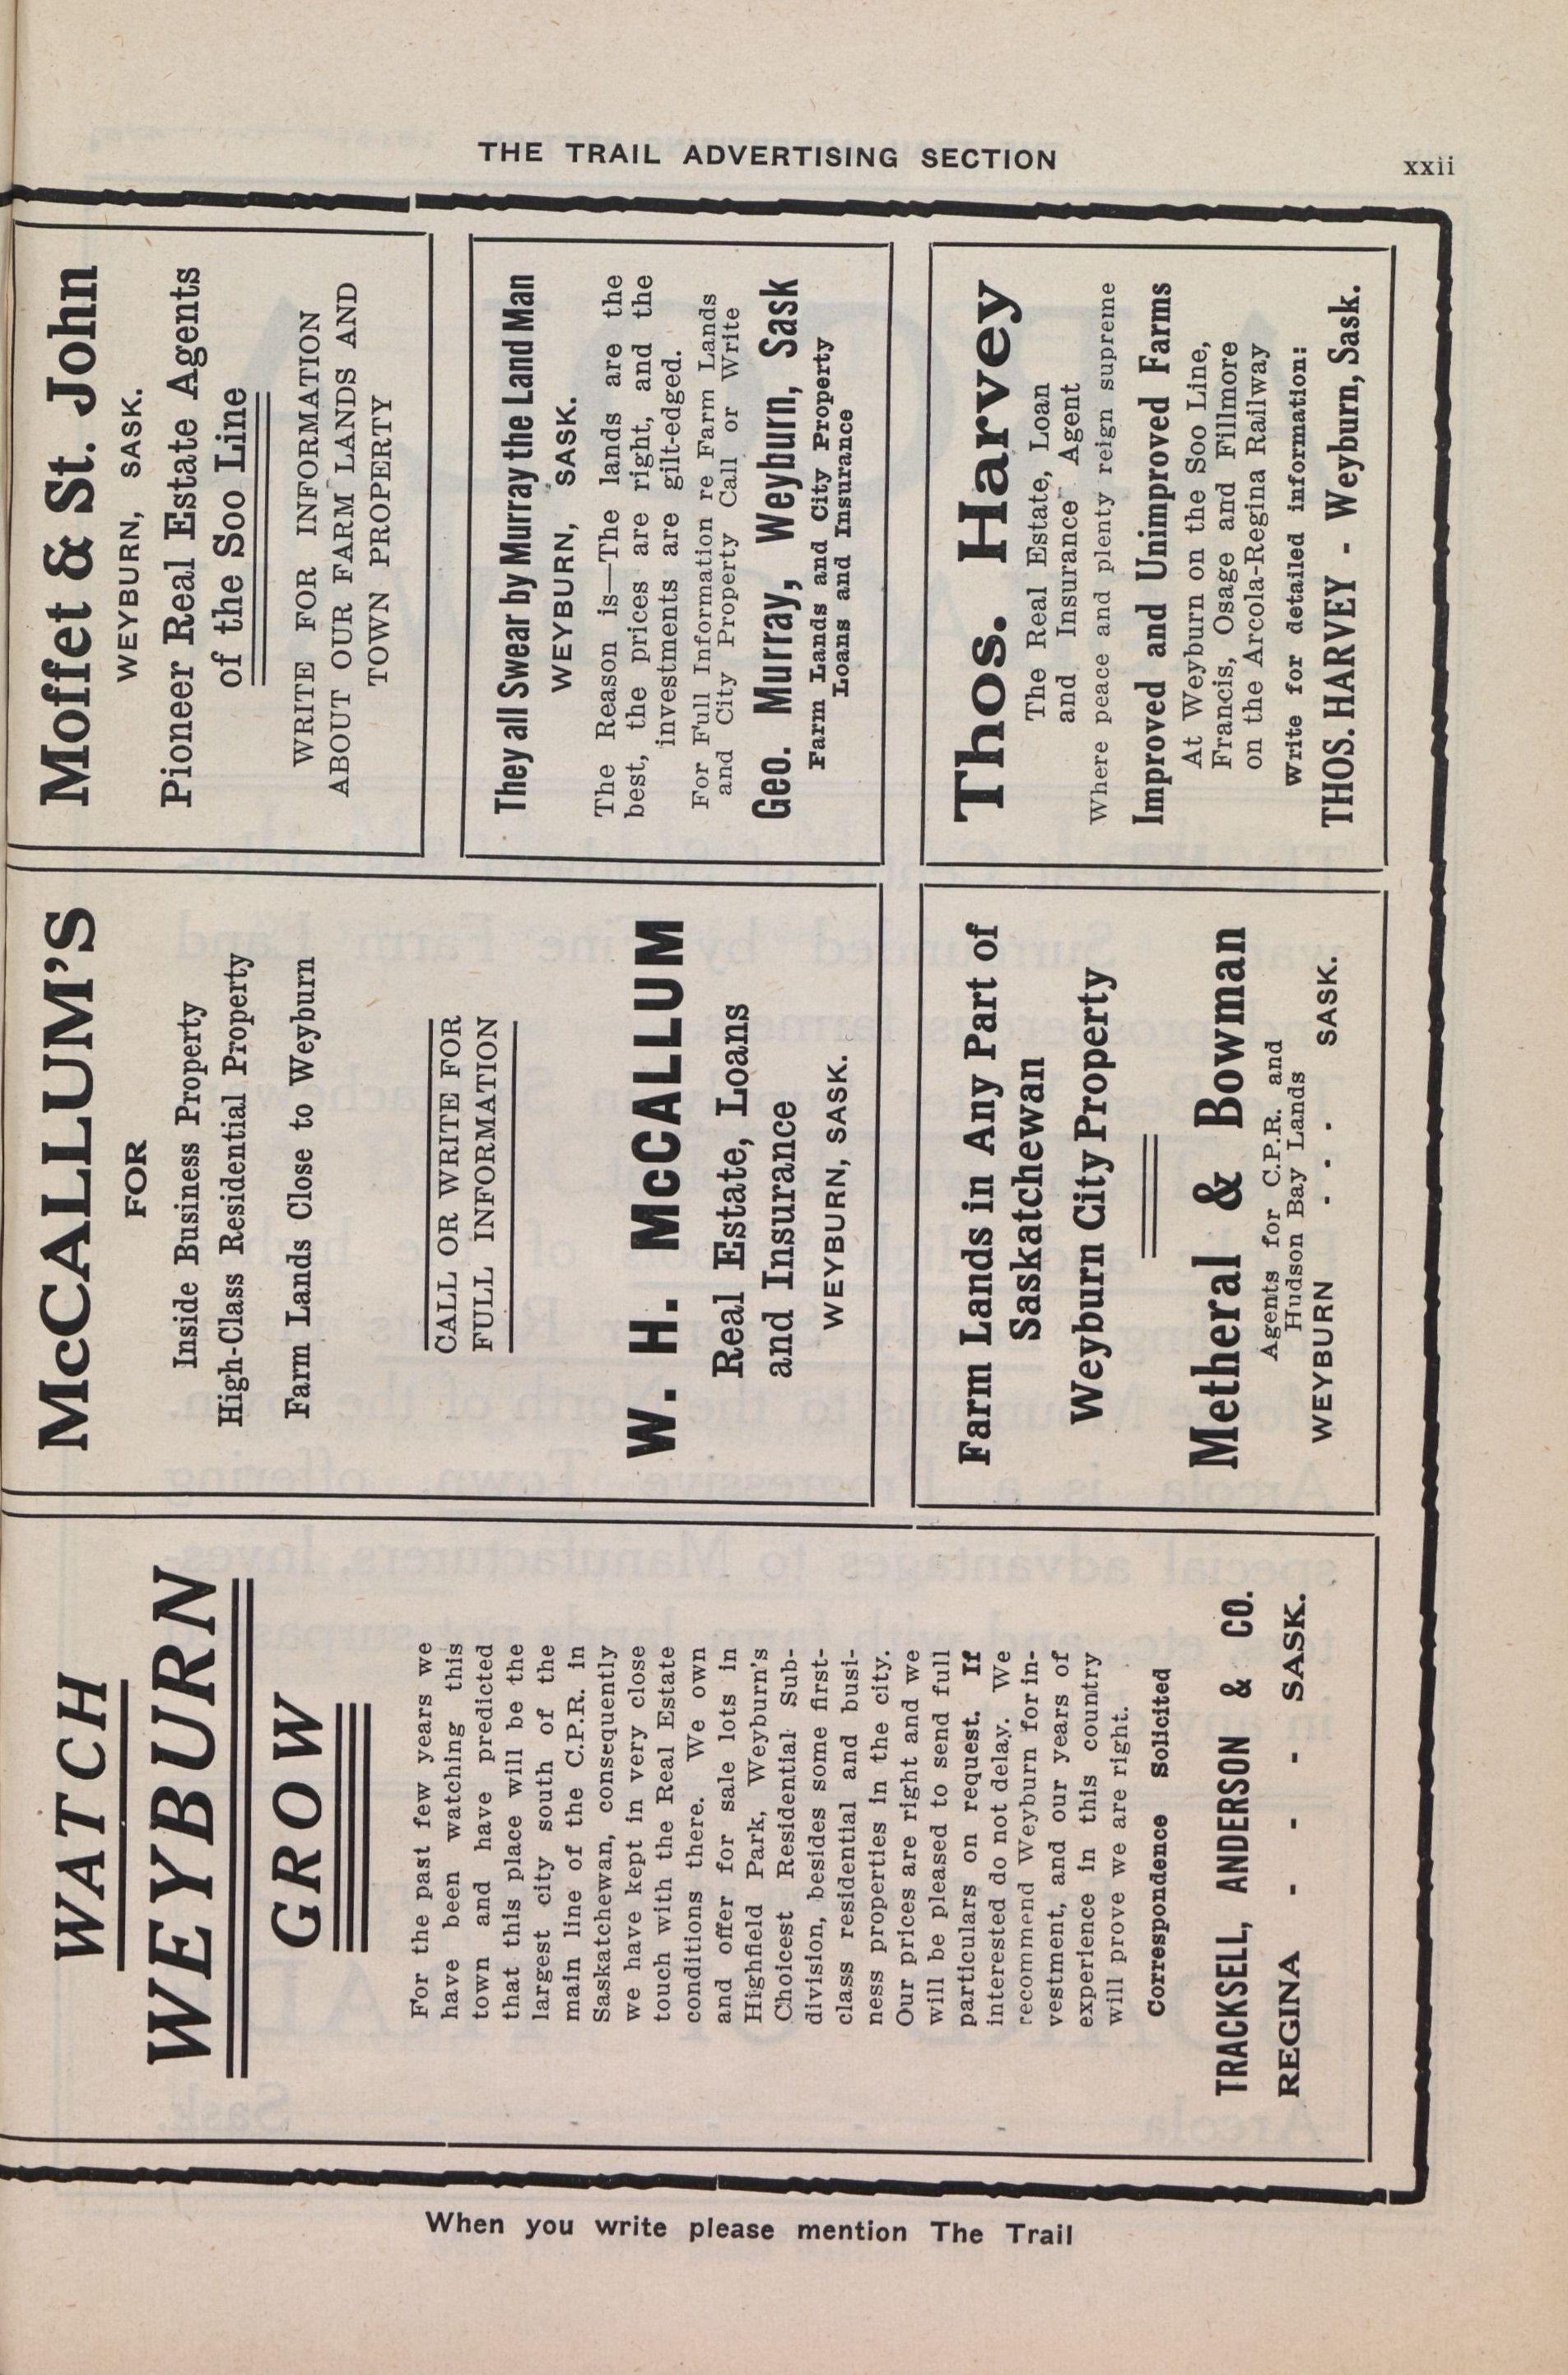 THE TRAIL ADVERTISING SECTION
xxii
WATCH
WEYBURN
GROW
For the past few years we
have been watching this
town and have predicted
that this place will be the
largest city south of the
main line of the C.P.R. in
Saskatchewan, consequently
we have kept in very close
touch with the Real Estate
conditions there. We own
and offer for sale lots in
Highfield Park, Weyburn's
Choicest Residential Sub-
division, besides some first-
class residential and busi-
ness properties in the city.
Our prices are right and we
will be pleased to send full
particulars on request. If
interested do not delay. We
recommend Weyburn for in-
vestment, and our years of
experience in this country
will prove we are right.
Correspondence Solicited
TRACKSELL, ANDERSON & CO.
REGINA - - - SASK.
McCALLUM'S
FOR
Inside Business Property
High-Class Residential Property
Farm Lands Close to Weyburn
CALL OR WRITE FOR
FULL INFORMATION
W. H. McCALLUM
Real Estate, Loans
and Insurance
WEYBURN, SASK.
Farm Lands in Any Part of
Saskatchewan
Weyburn City Property
Metheral & Bowman
Agents for C.P.R. and
Hudson Bay Lands
WEYBURN - - - SASK.
Moffet & St. John
WEYBURN, SASK.
Pioneer Real Estate Agents
of the Soo Line
WRITE FOR INFORMATION
ABOUT OUR FARM LANDS AND
TOWN PROPERTY
They all Swear by Murray the Land Man
WEYBURN, SASK.
The Reason is—The lands are the
best, the prices are right, and the
investments are gilt-edged.
For Full Information re Farm Lands
and City Property Call or Write
Geo. Murray, Weyburn, Sask
Farm Lands and City Property
Loans and Insurance
Thos. Harvey
The Real Estate, Loan
and Insurance Agent
Where peace and plenty reign supreme
Improved and Unimproved Farms
At Weyburn on the Soo Line,
Francis, Osage and Fillmore
on the Arcola-Regina Railway
Write for detailed information:
THOS. HARVEY - Weyburn, Sask.
When you write please mention The Trail